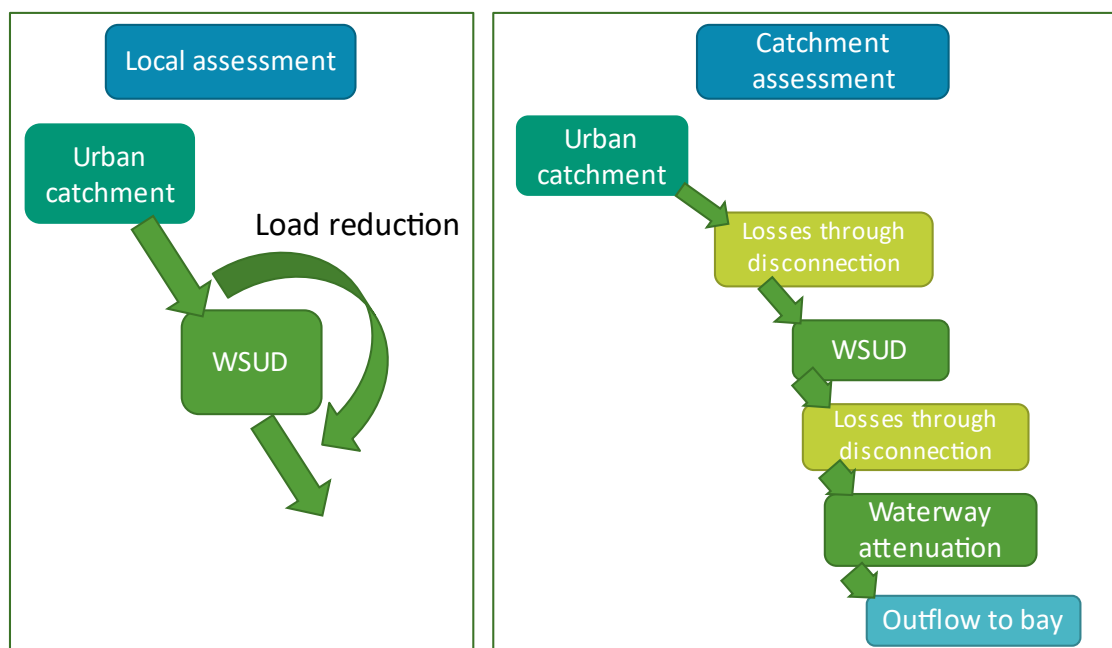 Local assessment
Urban
catchment
Load reduction
WSUD
Catchment
assessment
Urban
catchment
Losses through
disconnection
WSUD
Losses through
disconnection
Waterway
attenuation
Outflow to bay